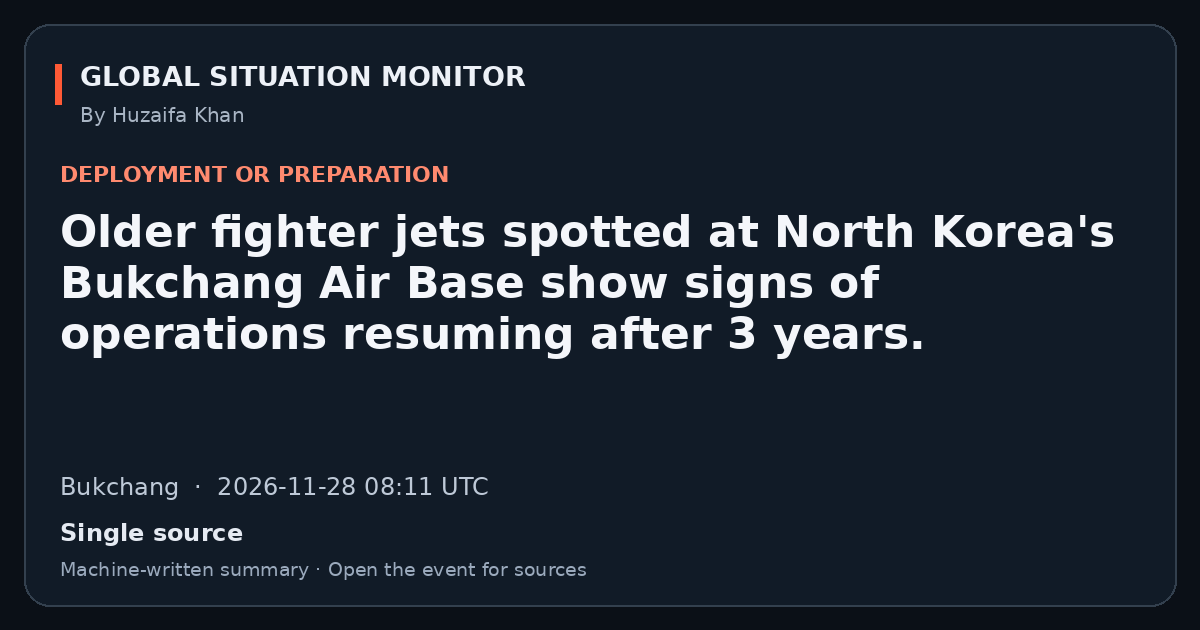 GLOBAL SITUATION MONITOR
By Huzaifa Khan
DEPLOYMENT OR PREPARATION
Older fighter jets spotted at North Korea's
Bukchang Air Base show signs of
operations resuming after 3 years.
Bukchang · 2026-11-28 08:11 UTC
Single source
Machine-written summary · Open the event for sources